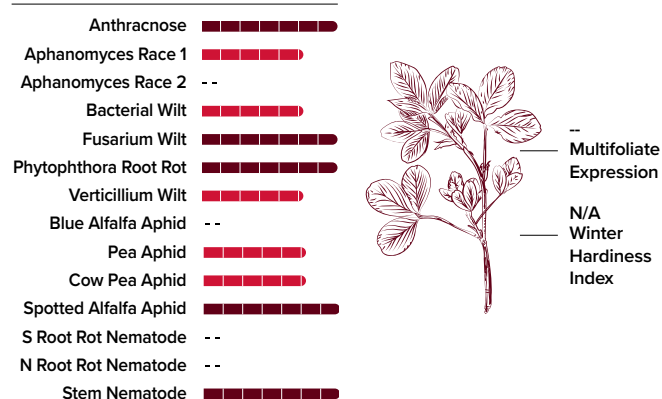 Anthracnose
Aphanomyces Race 1
Aphanomyces Race 2 --
Bacterial Wilt
Fusarium Wilt
Phytophthora Root Rot
Verticillium Wilt
Blue Alfalfa Aphid --
Pea Aphid
Cow Pea Aphid
Spotted Alfalfa Aphid
S Root Rot Nematode --
N Root Rot Nematode --
Stem Nematode
--
Multifoliate
Expression
N/A
Winter
Hardiness
Index